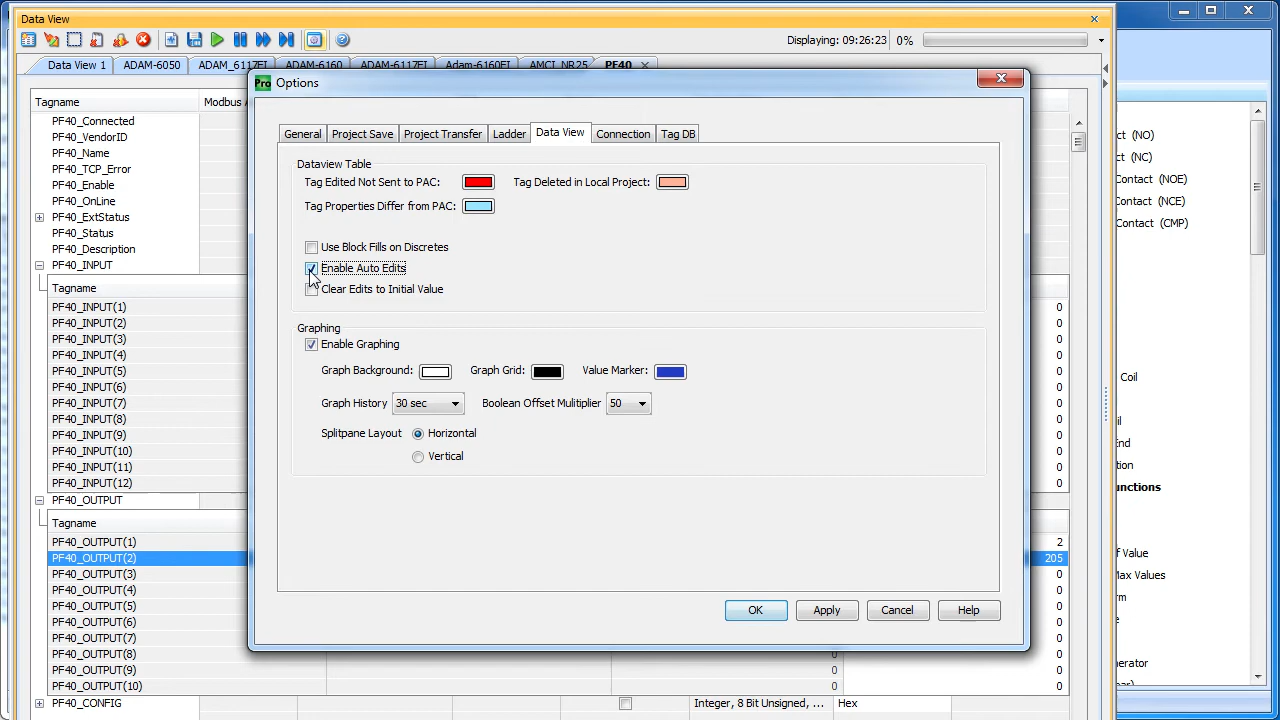 Data View
Displaying: 09:26:23 0%
Data View 1 ADAM-6050 ADAM_6117EI ADAM-6160 ADAM-6117EI Adam-6160EI AMCI_NR25 PF40
Pro Options
Tagname Modbus A
PF40_Connected
PF40_VendorID
PF40_Name
PF40_TCP_Error
PF40_Enable
PF40_OnLine
PF40_ExtStatus
PF40_Status
PF40_Description
PF40_INPUT
Tagname
PF40_INPUT(1)
PF40_INPUT(2)
PF40_INPUT(3)
PF40_INPUT(4)
PF40_INPUT(5)
PF40_INPUT(6)
PF40_INPUT(7)
PF40_INPUT(8)
PF40_INPUT(9)
PF40_INPUT(10)
PF40_INPUT(11)
PF40_INPUT(12)
PF40_OUTPUT
Tagname
PF40_OUTPUT(1)
PF40_OUTPUT(2)
PF40_OUTPUT(3)
PF40_OUTPUT(4)
PF40_OUTPUT(5)
PF40_OUTPUT(6)
PF40_OUTPUT(7)
PF40_OUTPUT(8)
PF40_OUTPUT(9)
PF40_OUTPUT(10)
PF40_CONFIG
General Project Save Project Transfer Ladder Data View Connection Tag DB
Dataview Table
Tag Edited Not Sent to PAC: Tag Deleted in Local Project:
Tag Properties Differ from PAC:
Use Block Fills on Discretes
Enable Auto Edits
Clear Edits to Initial Value
Graphing
Enable Graphing
Graph Background: Graph Grid: Value Marker:
Graph History 30 sec Boolean Offset Multiplier 50
Splitpane Layout Horizontal
Vertical
OK Apply Cancel Help
0
0
Integer, 8 Bit Unsigned, ... Hex
0
0
0
0
0
0
0
0
0
0
0
0
2
205
0
0
0
0
0
0
0
0
ct (NO)
ct (NC)
Contact (NOE)
Contact (NCE)
Contact (CMP)
Coil
il
End
tion
unctions
f Value
Max Values
rm
e
nerator